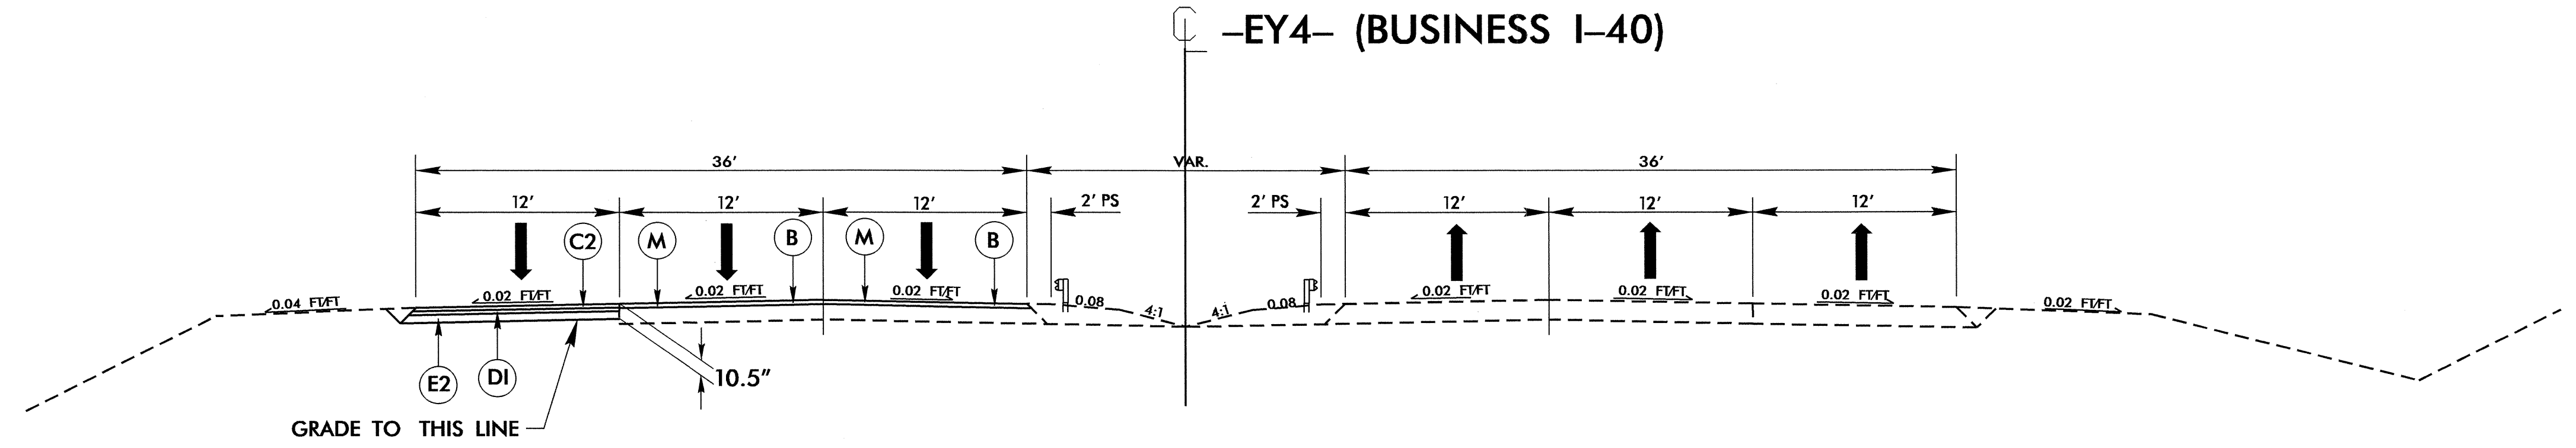 CL –EY4– (BUSINESS I–40)
36' VAR. 36'
12' 12' 12' 2' PS 2' PS 12' 12' 12'
C2 M B M B
0.04 FT/FT 0.02 FT/FT 0.02 FT/FT 0.02 FT/FT 0.08 4:1 4:1 0.08 0.02 FT/FT 0.02 FT/FT 0.02 FT/FT 0.02 FT/FT
E2 D1 10.5"
GRADE TO THIS LINE